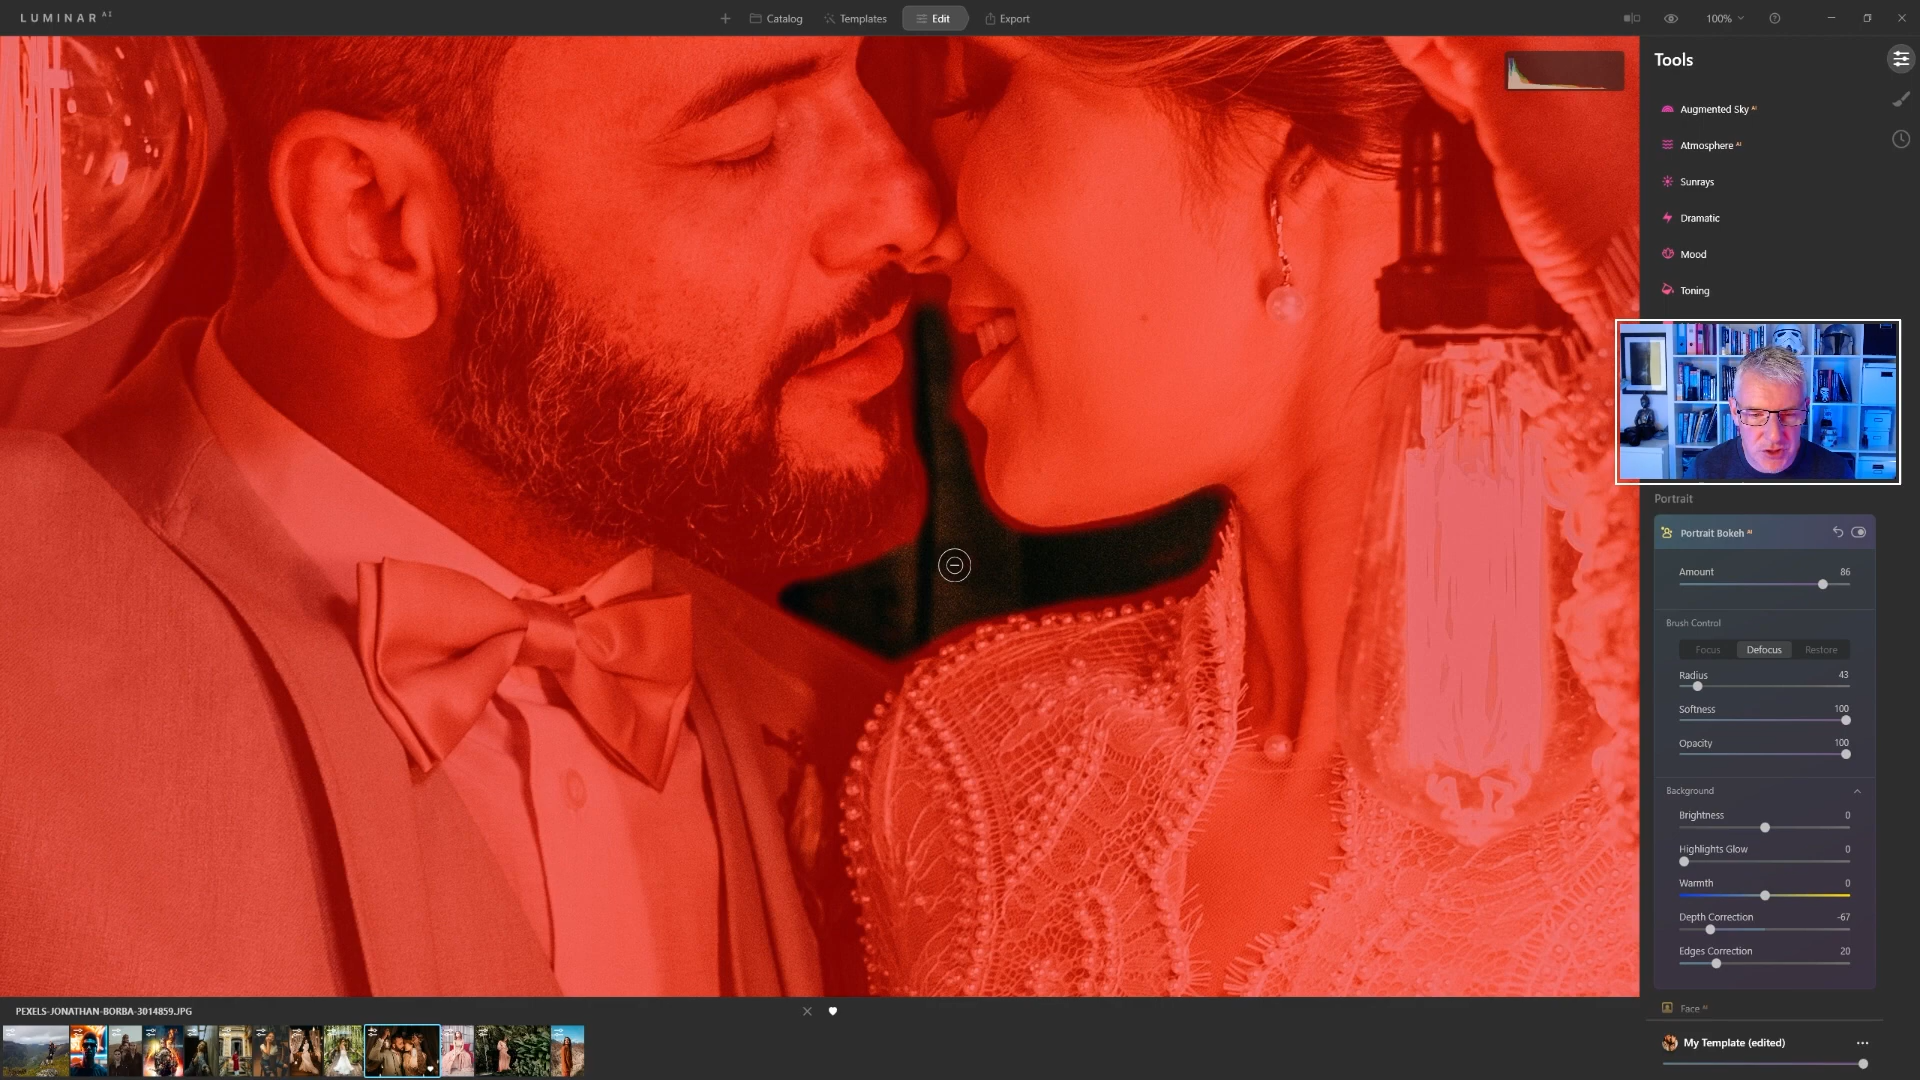 LUMINAR AI
Catalog
Templates
Edit
Export
100%
Tools
Augmented Sky AI
Atmosphere AI
Sunrays
Dramatic
Mood
Toning
Portrait
Portrait Bokeh AI
Amount 86
Brush Control
Focus Defocus Restore
Radius 43
Softness 100
Opacity 100
Background
Brightness 0
Highlights Glow 0
Warmth 0
Depth Correction -67
Edges Correction 20
Face AI
PEXELS-JONATHAN-BORBA-3014859.JPG
My Template (edited)